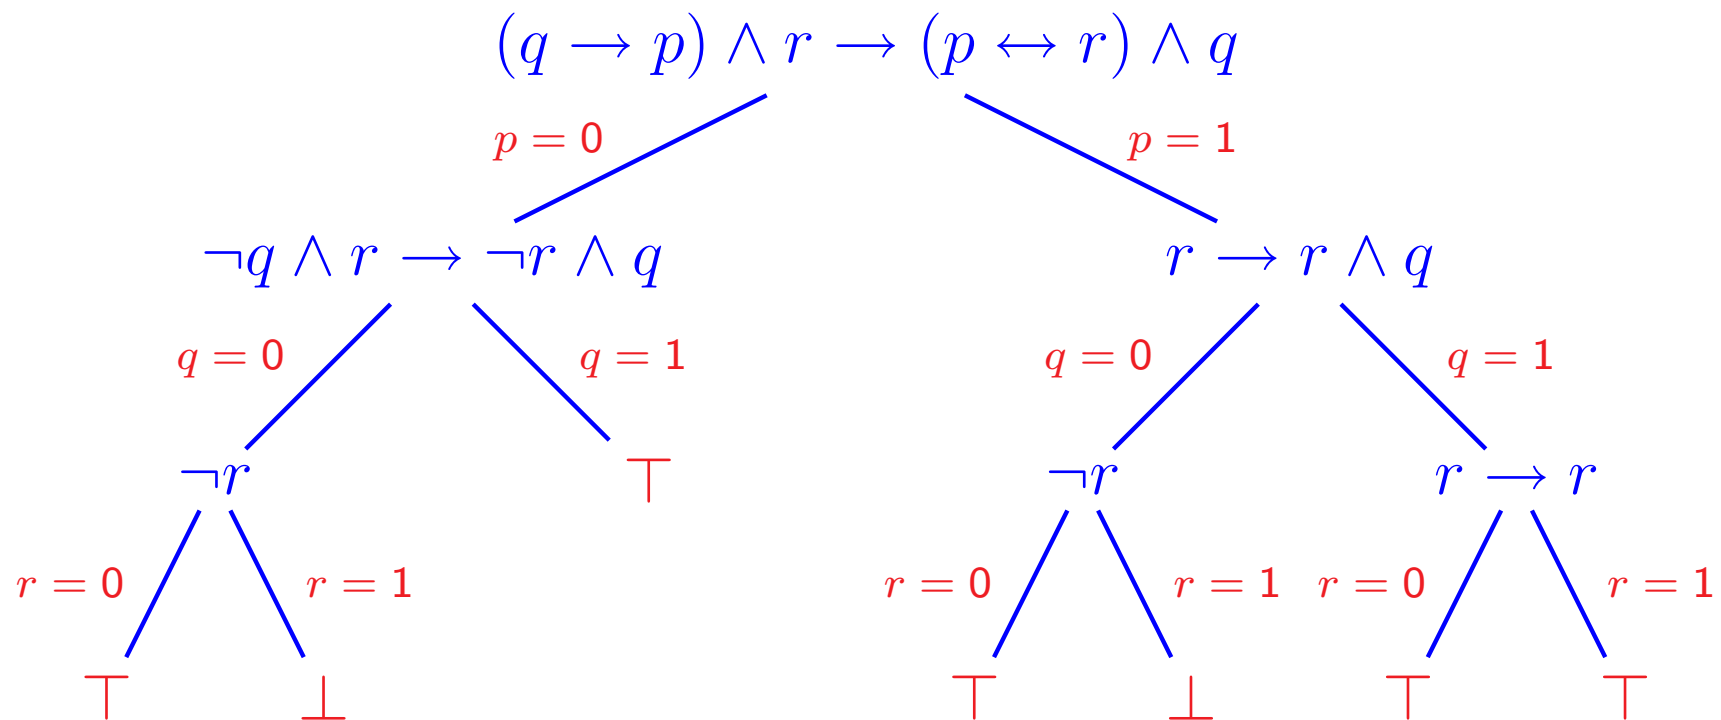 (q → p) ∧ r → (p ↔ r) ∧ q
p = 0 p = 1
¬q ∧ r → ¬r ∧ q r → r ∧ q
q = 0 q = 1 q = 0 q = 1
¬r ⊤ ¬r r → r
r = 0 r = 1 r = 0 r = 1 r = 0 r = 1
⊤ ⊥ ⊤ ⊥ ⊤ ⊤